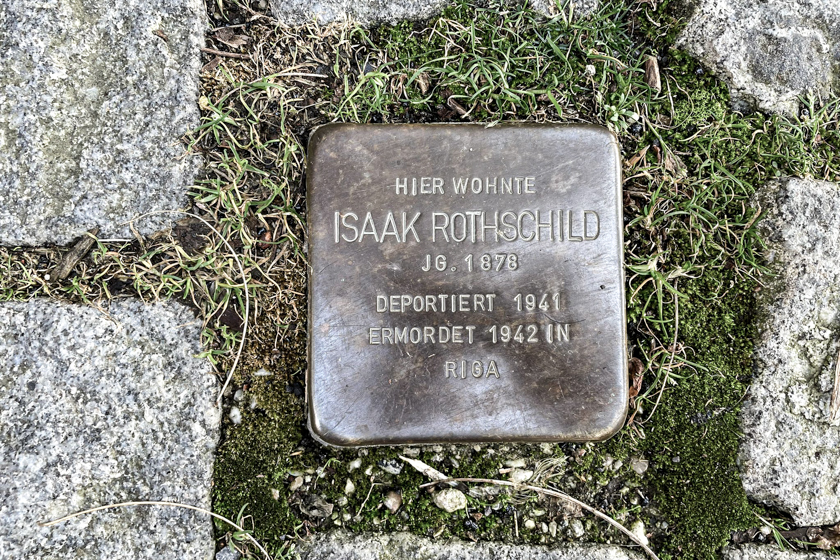 HIER WOHNTE
ISAAK ROTHSCHILD
JG. 1878
DEPORTIERT 1941
ERMORDET 1942 IN
RIGA